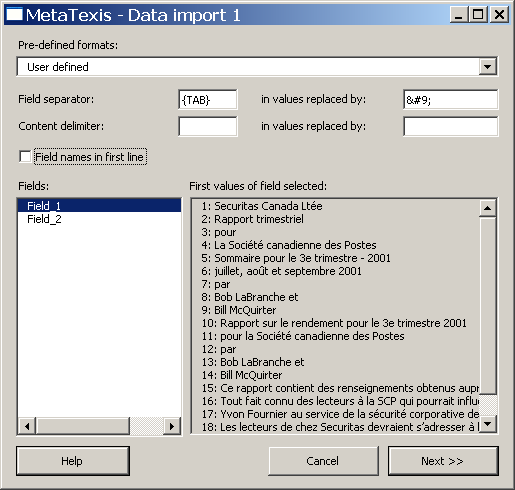 MetaTexis - Data import 1
Pre-defined formats:
User defined
Field separator: {TAB} in values replaced by: &#9;
Content delimiter: in values replaced by:
Field names in first line
Fields: First values of field selected:
Field_1
Field_2
1: Securitas Canada Ltée
2: Rapport trimestriel
3: pour
4: La Société canadienne des Postes
5: Sommaire pour le 3e trimestre - 2001
6: juillet, août et septembre 2001
7: par
8: Bob LaBranche et
9: Bill McQuirter
10: Rapport sur le rendement pour le 3e trimestre 2001
11: pour la Société canadienne des Postes
12: par
13: Bob LaBranche et
14: Bill McQuirter
15: Ce rapport contient des renseignements obtenus aupr
16: Tout fait connu des lecteurs à la SCP qui pourrait influe
17: Yvon Fournier au service de la sécurité corporative de
18: Les lecteurs de chez Securitas devraient s'adresser à
Help Cancel Next >>